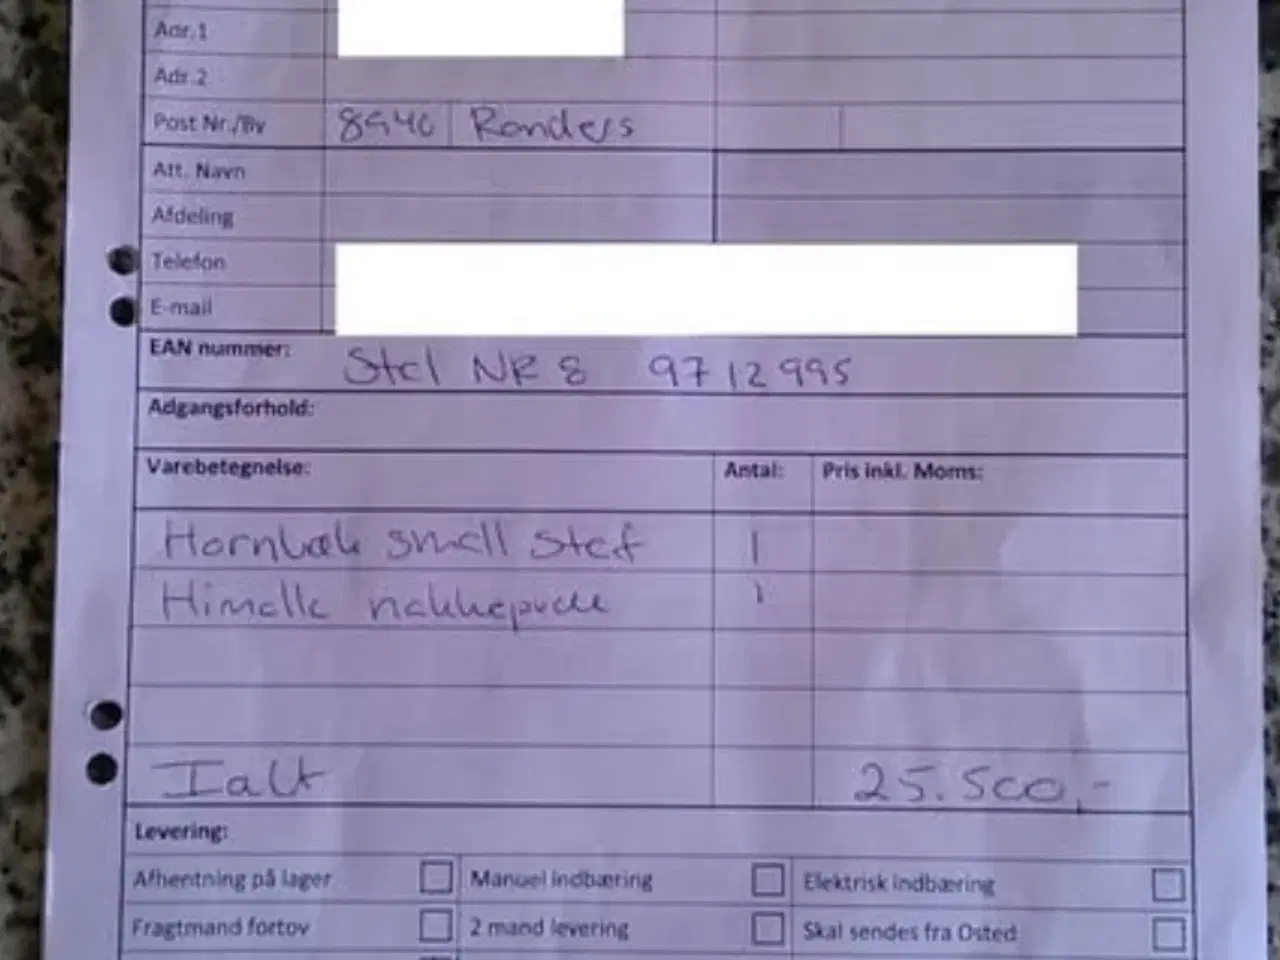 Adr.1
Adr.2
Post Nr./By 8940 Randers
Att. Navn
Afdeling
Telefon
E-mail
EAN nummer: Stel NR 8 9712995
Adgangsforhold:
Varebetegnelse: Antal: Pris inkl. Moms:
Hornbæk small stof 1
Himalle nakkepude 1
Ialt 25.500,-
Levering:
Afhentning på lager Manuel indbæring Elektrisk indbæring
Fragtmand fortov 2 mand levering Skal sendes fra Osted